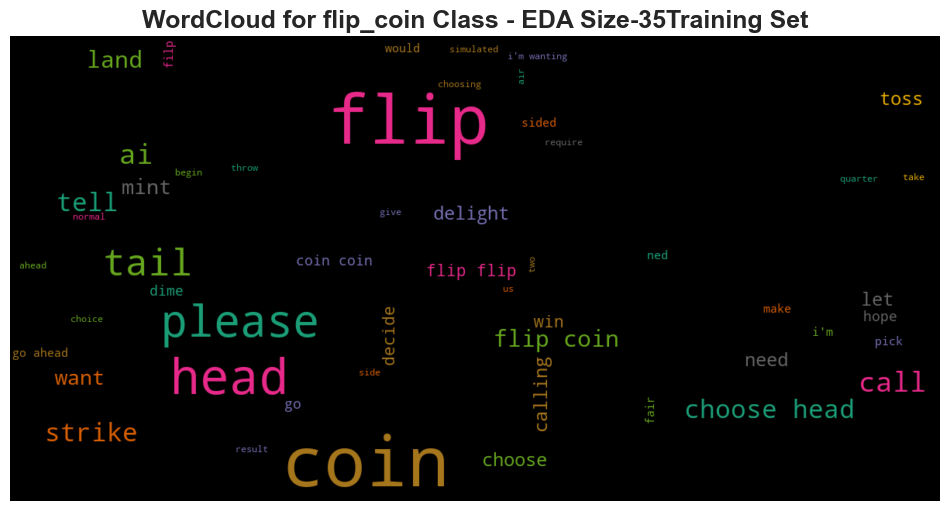 WordCloud for flip_coin Class - EDA Size-35Training Set
land
filp
would
simulated
i'm wanting
air
choosing
flip
toss
sided
require
ai
mint
begin
throw
quarter
take
tell
normal
give
delight
tail
ahead
coin coin
flip flip
two
ned
dime
us
please
choice
decide
win
flip coin
make
i'm
let
hope
pick
go ahead
want
head
side
calling
need
call
go
fair
choose head
strike
result
coin
choose